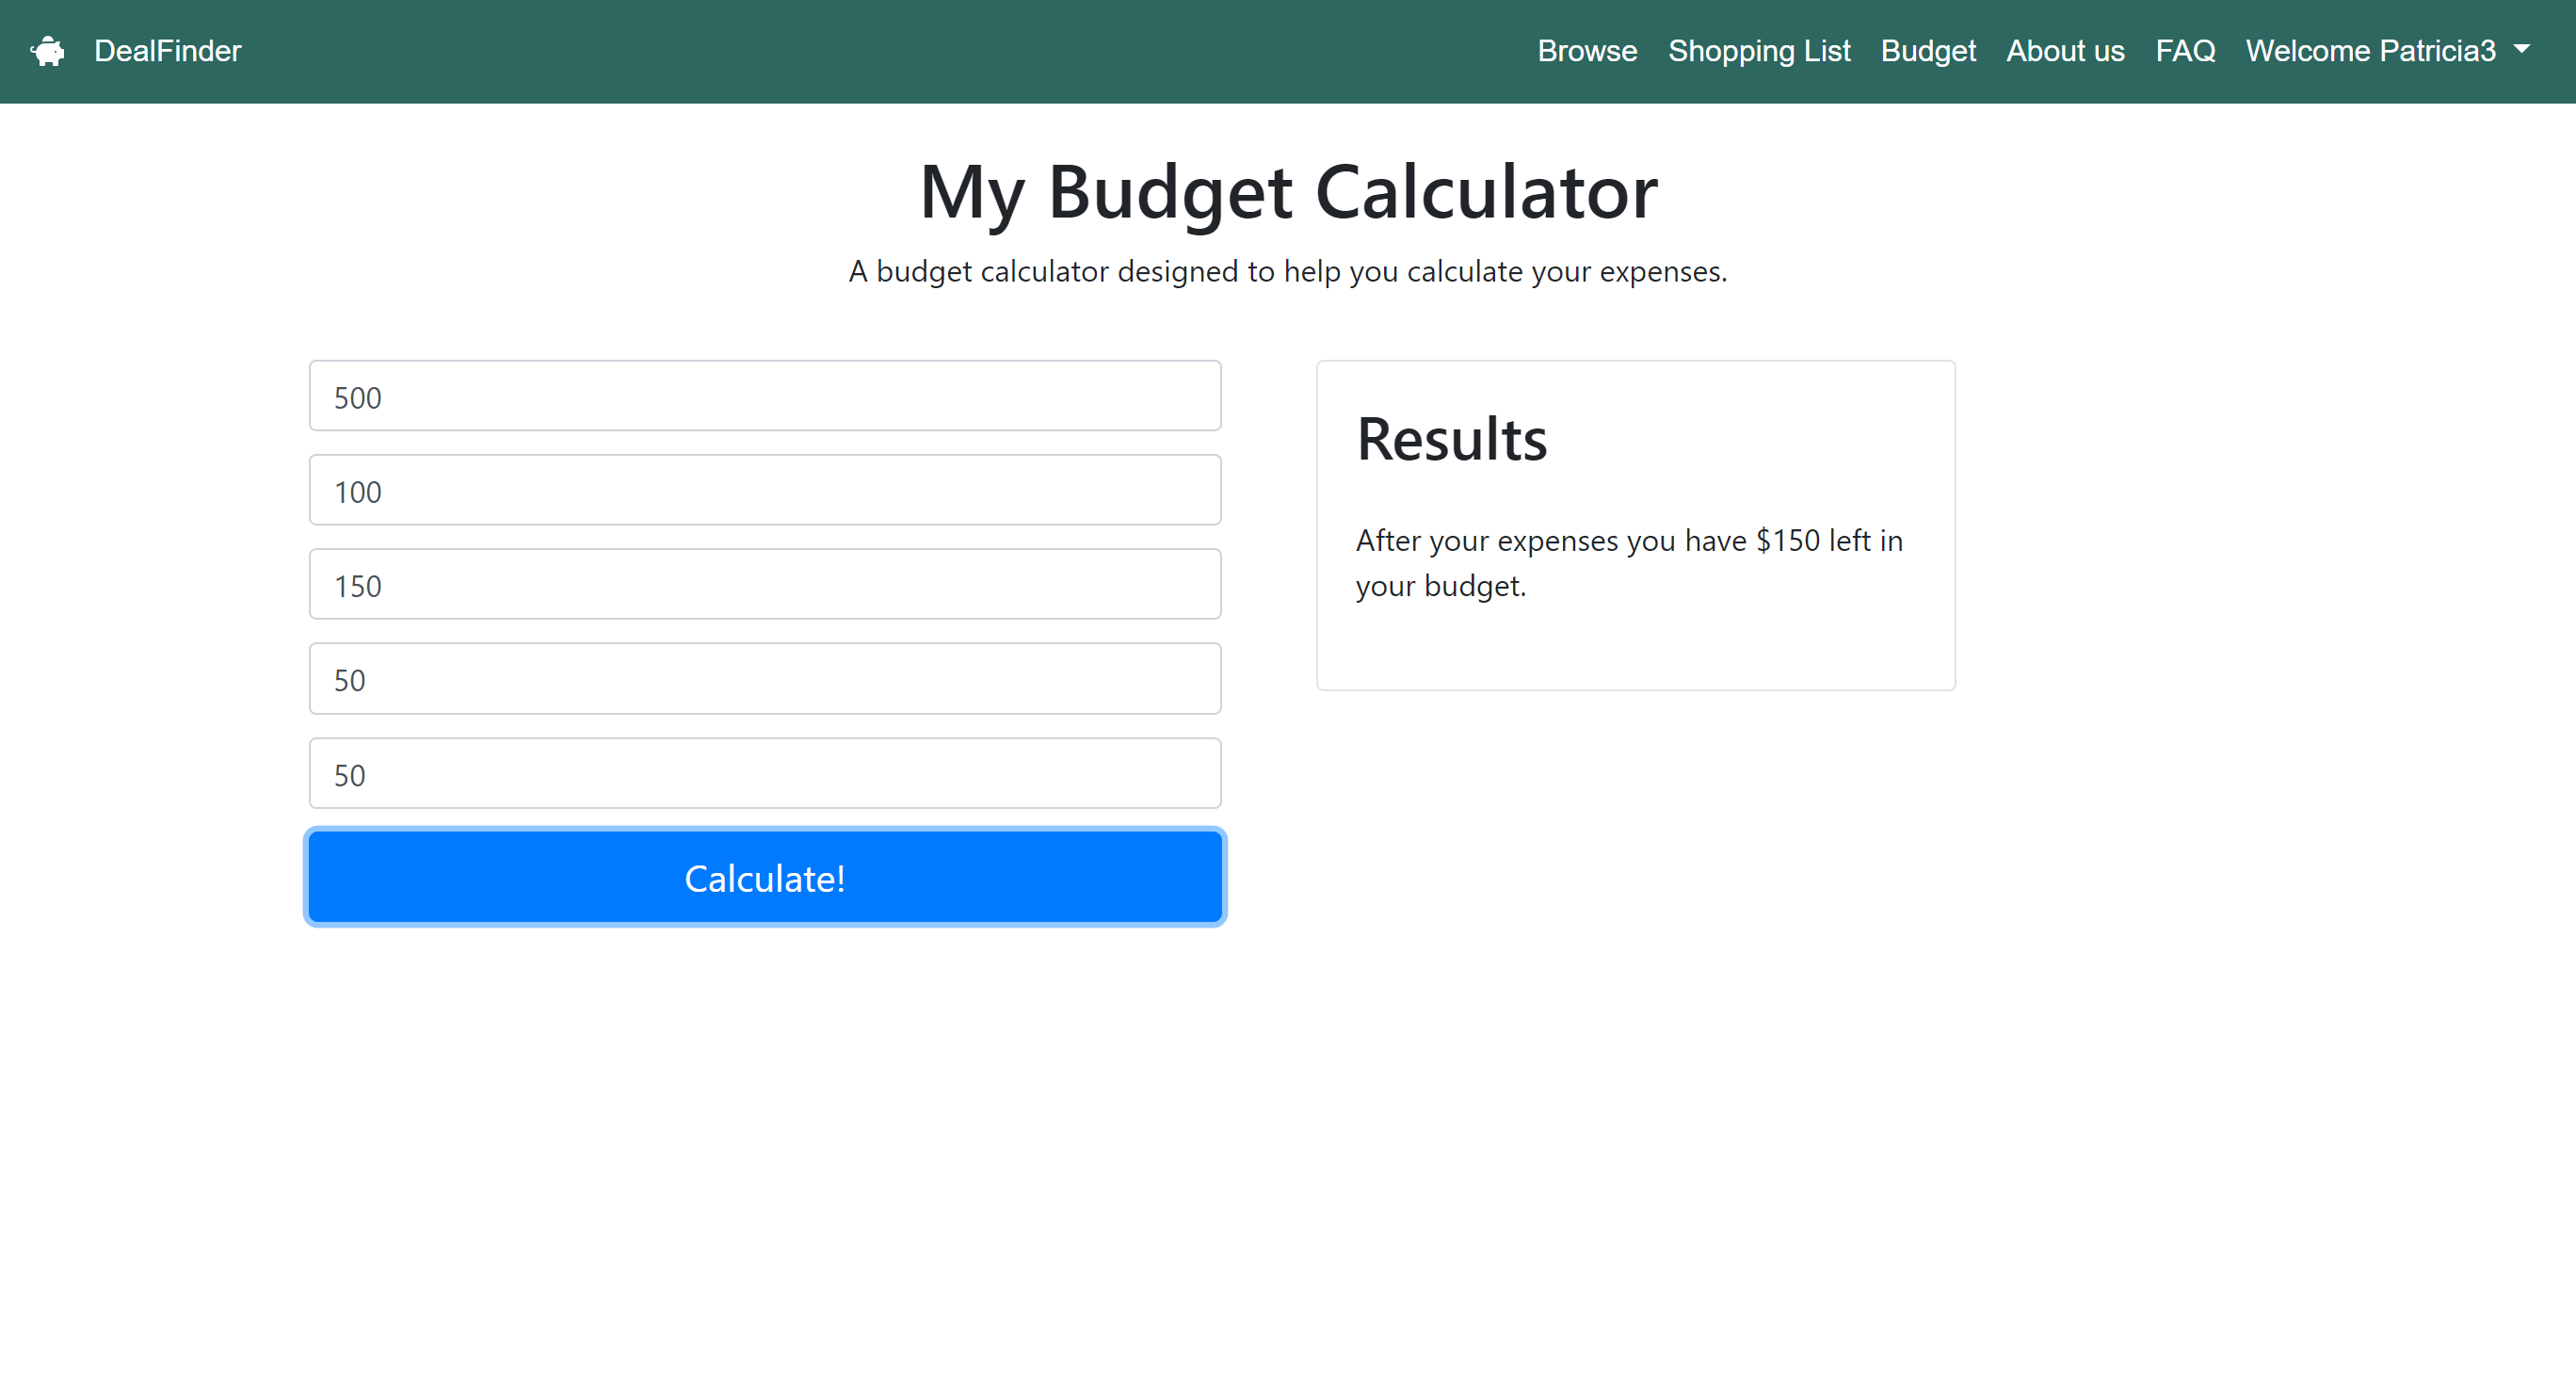 DealFinder
Browse Shopping List Budget About us FAQ Welcome Patricia3
My Budget Calculator
A budget calculator designed to help you calculate your expenses.
500
100
150
50
50
Calculate!
Results
After your expenses you have $150 left in
your budget.